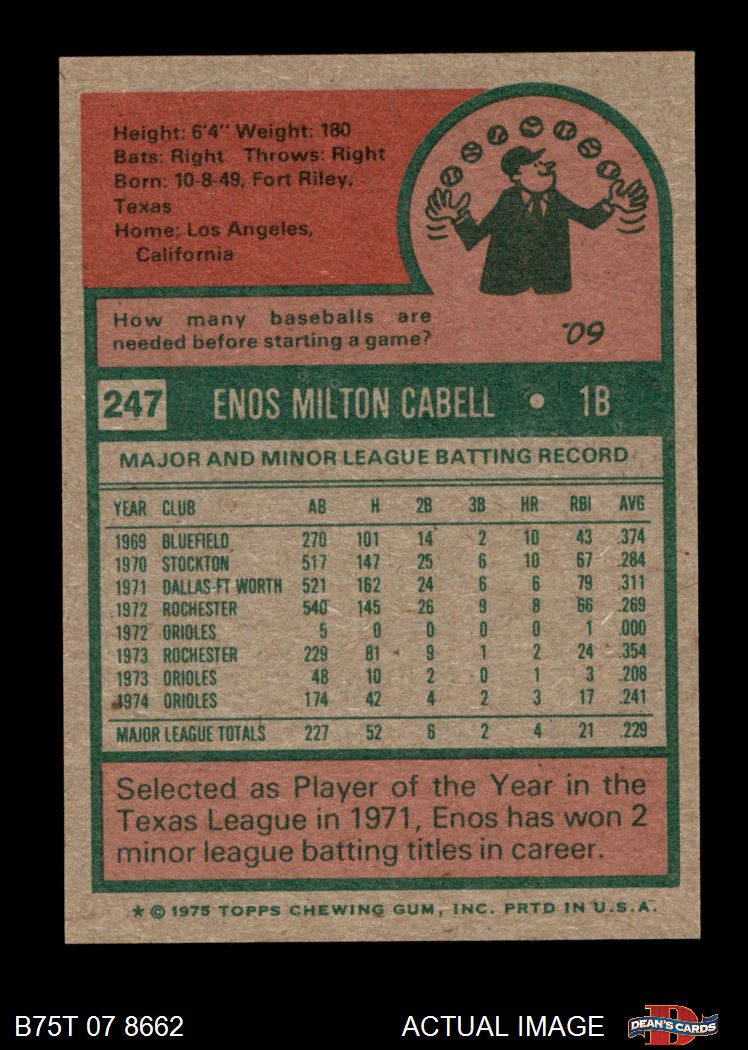 Height: 6'4" Weight: 180
Bats: Right Throws: Right
Born: 10-8-49, Fort Riley,
Texas
Home: Los Angeles,
California
How many baseballs are
needed before starting a game?
'09
247 ENOS MILTON CABELL • 1B
MAJOR AND MINOR LEAGUE BATTING RECORD
YEAR CLUB AB H 2B 3B HR RBI AVG
1969 BLUEFIELD 270 101 14 2 10 43 .374
1970 STOCKTON 517 147 25 6 10 67 .284
1971 DALLAS-FT WORTH 521 162 24 6 6 79 .311
1972 ROCHESTER 540 145 26 9 8 66 .269
1972 ORIOLES 5 0 0 0 0 1 .000
1973 ROCHESTER 229 81 9 1 2 24 .354
1973 ORIOLES 48 10 2 0 1 3 .208
1974 ORIOLES 174 42 4 2 3 17 .241
MAJOR LEAGUE TOTALS 227 52 6 2 4 21 .229
Selected as Player of the Year in the
Texas League in 1971, Enos has won 2
minor league batting titles in career.
* © 1975 TOPPS CHEWING GUM, INC. PRTD IN U.S.A.
B75T 07 8662 ACTUAL IMAGE DEAN'S CARDS